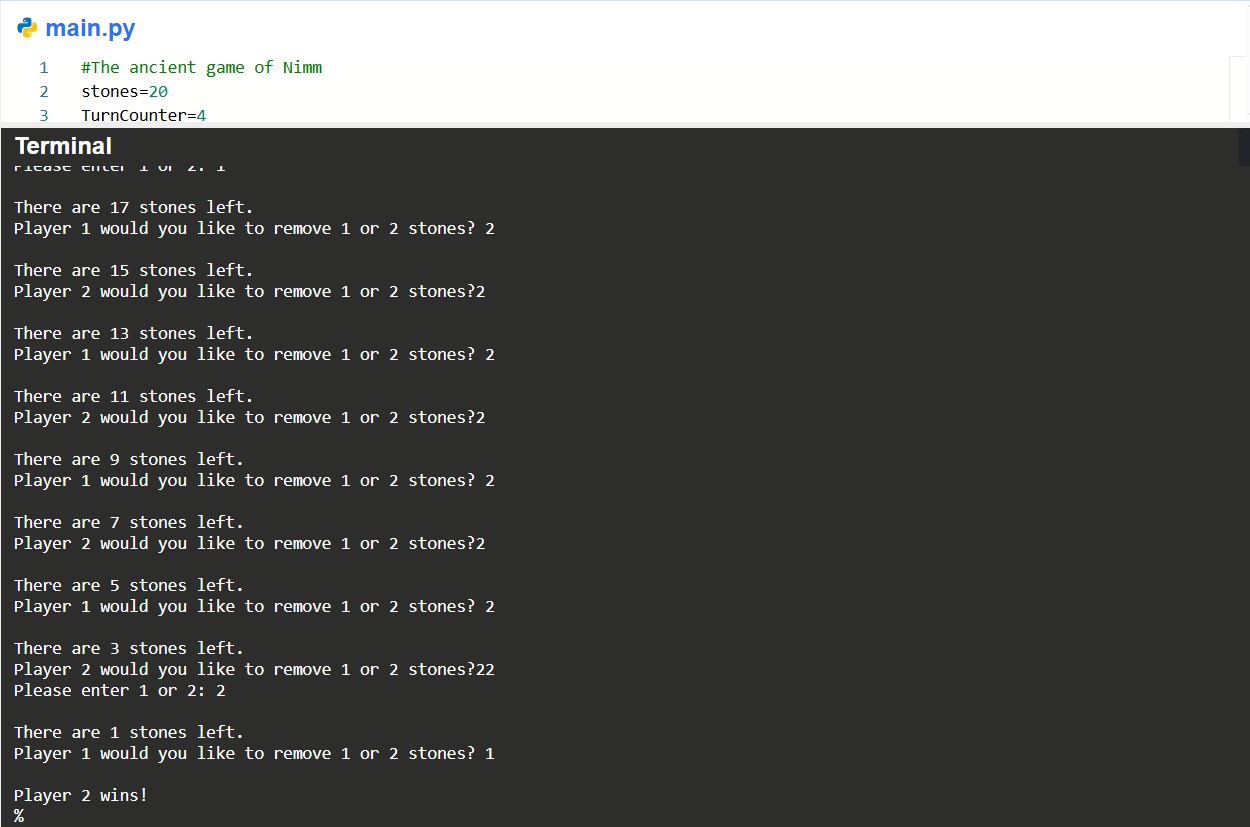 main.py
1 #The ancient game of Nimm
2 stones=20
3 TurnCounter=4
Terminal
Please enter 1 or 2: 1
There are 17 stones left.
Player 1 would you like to remove 1 or 2 stones? 2
There are 15 stones left.
Player 2 would you like to remove 1 or 2 stones?2
There are 13 stones left.
Player 1 would you like to remove 1 or 2 stones? 2
There are 11 stones left.
Player 2 would you like to remove 1 or 2 stones?2
There are 9 stones left.
Player 1 would you like to remove 1 or 2 stones? 2
There are 7 stones left.
Player 2 would you like to remove 1 or 2 stones?2
There are 5 stones left.
Player 1 would you like to remove 1 or 2 stones? 2
There are 3 stones left.
Player 2 would you like to remove 1 or 2 stones?22
Please enter 1 or 2: 2
There are 1 stones left.
Player 1 would you like to remove 1 or 2 stones? 1
Player 2 wins!
%